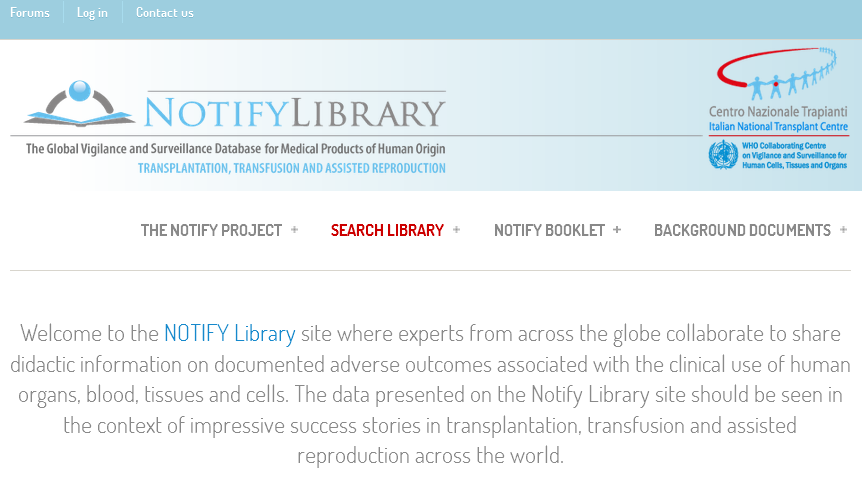 Forums Log in Contact us
NOTIFYLIBRARY
The Global Vigilance and Surveillance Database for Medical Products of Human Origin
TRANSPLANTATION, TRANSFUSION AND ASSISTED REPRODUCTION
Centro Nazionale Trapianti
Italian National Transplant Centre
WHO Collaborating Centre
on Vigilance and Surveillance for
Human Cells, Tissues and Organs
THE NOTIFY PROJECT + SEARCH LIBRARY + NOTIFY BOOKLET + BACKGROUND DOCUMENTS +
Welcome to the NOTIFY Library site where experts from across the globe collaborate to share
didactic information on documented adverse outcomes associated with the clinical use of human
organs, blood, tissues and cells. The data presented on the Notify Library site should be seen in
the context of impressive success stories in transplantation, transfusion and assisted
reproduction across the world.